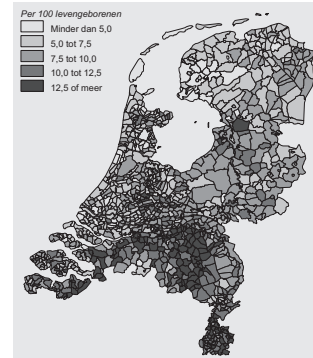 Per 100 levengeborenen
Minder dan 5,0
5,0 tot 7,5
7,5 tot 10,0
10,0 tot 12,5
12,5 of meer